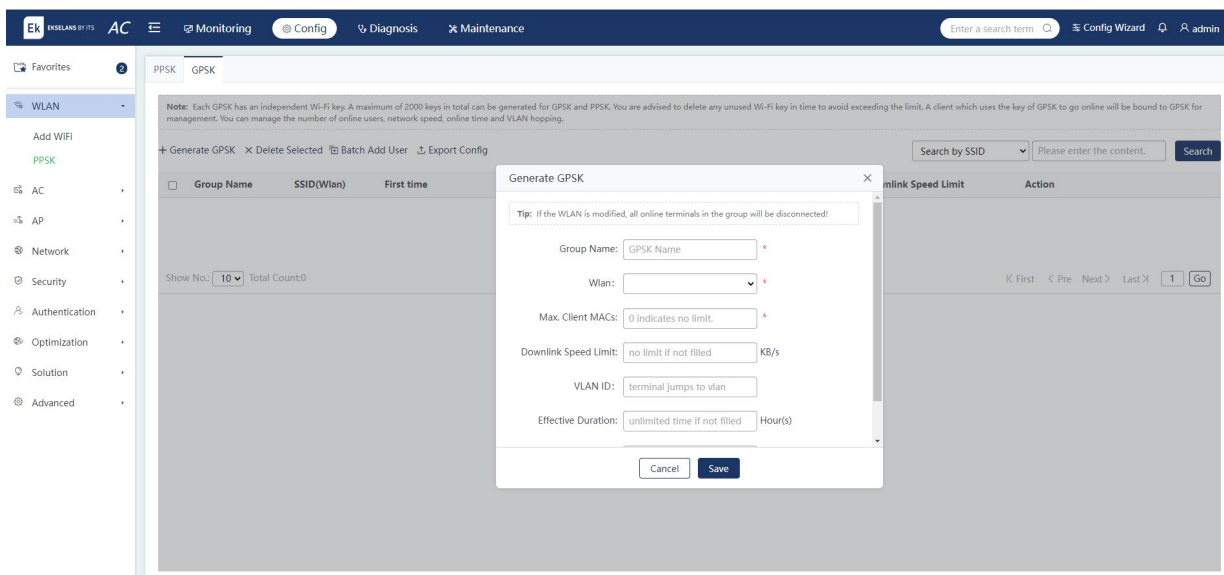 Ek EKSELANS BY ITS AC Monitoring Config Diagnosis Maintenance Enter a search term Config Wizard admin
Favorites 2
WLAN
Add WiFi
PPSK
AC
AP
Network
Security
Authentication
Optimization
Solution
Advanced
PPSK GPSK
Note: Each GPSK has an independent Wi-Fi key. A maximum of 2000 keys in total can be generated for GPSK and PPSK. You are advised to delete any unused Wi-Fi key in time to avoid exceeding the limit. A client which uses the key of GPSK to go online will be bound to GPSK for
management. You can manage the number of online users, network speed, online time and VLAN hopping.
+ Generate GPSK X Delete Selected Batch Add User Export Config Search by SSID Please enter the content. Search
Group Name SSID(Wlan) First time nlink Speed Limit Action
Show No.: 10 Total Count:0 First Pre Next Last 1 Go
Generate GPSK
Tip: If the WLAN is modified, all online terminals in the group will be disconnected!
Group Name: GPSK Name *
Wlan: *
Max. Client MACs: 0 indicates no limit. *
Downlink Speed Limit: no limit if not filled KB/s
VLAN ID: terminal jumps to vlan
Effective Duration: unlimited time if not filled Hour(s)
Cancel Save